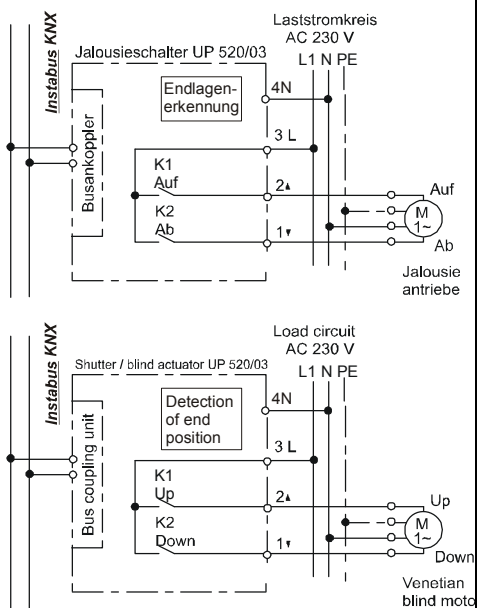 Instabus KNX
Laststromkreis
AC 230 V
Jalousieschalter UP 520/03
L1 N PE
Endlagen-
erkennung
4N
Busankoppler
3 L
K1
Auf
2▲
Auf
K2
Ab
1▼
M
1~
Ab
Jalousie
antriebe
Instabus KNX
Load circuit
AC 230 V
Shutter / blind actuator UP 520/03
L1 N PE
Detection
of end
position
4N
Bus coupling unit
3 L
K1
Up
2▲
Up
K2
Down
1▼
M
1~
Down
Venetian
blind moto